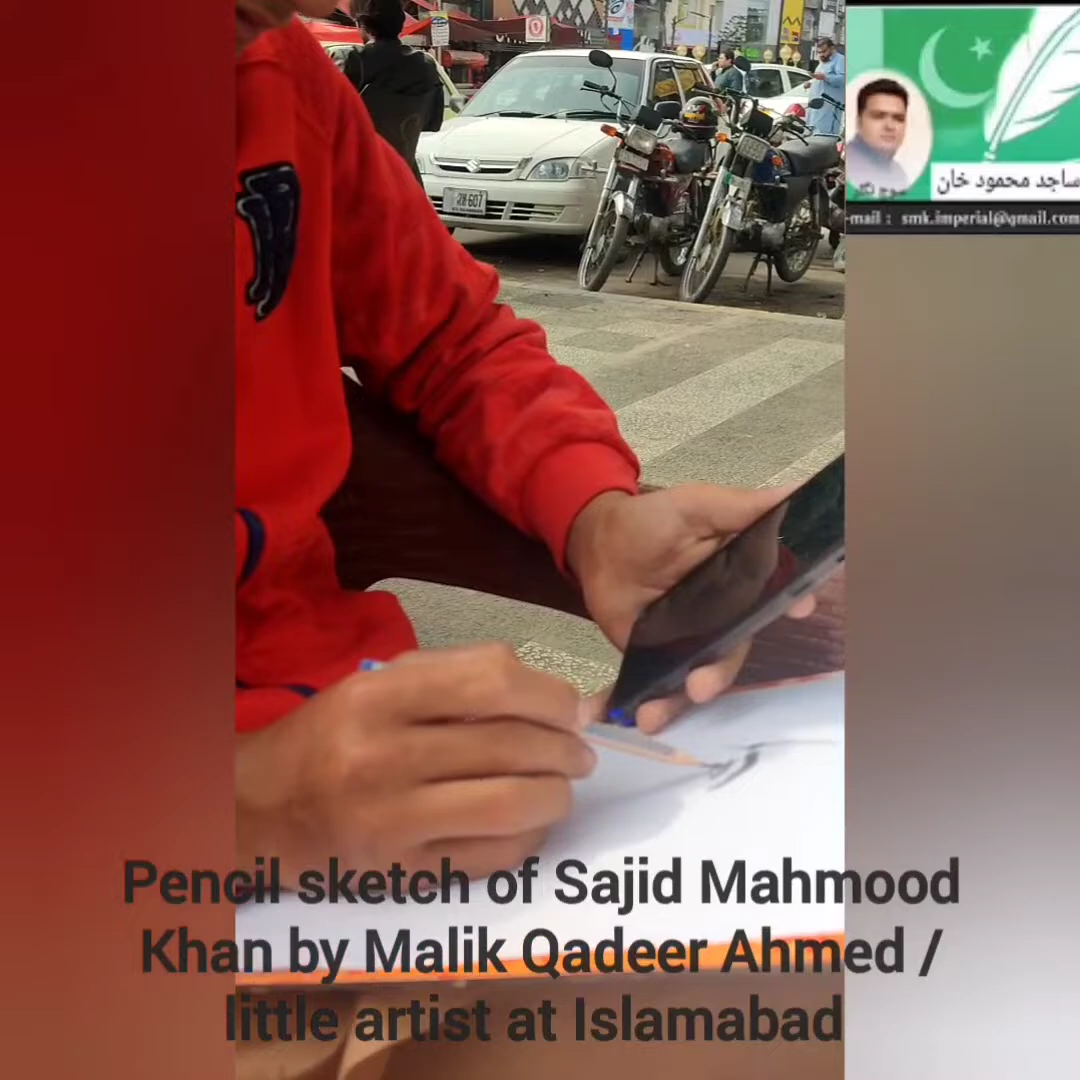 ساجد محمود خان
-mail : smk.imperial@gmail.com
607
Pencil sketch of Sajid Mahmood
Khan by Malik Qadeer Ahmed /
little artist at Islamabad